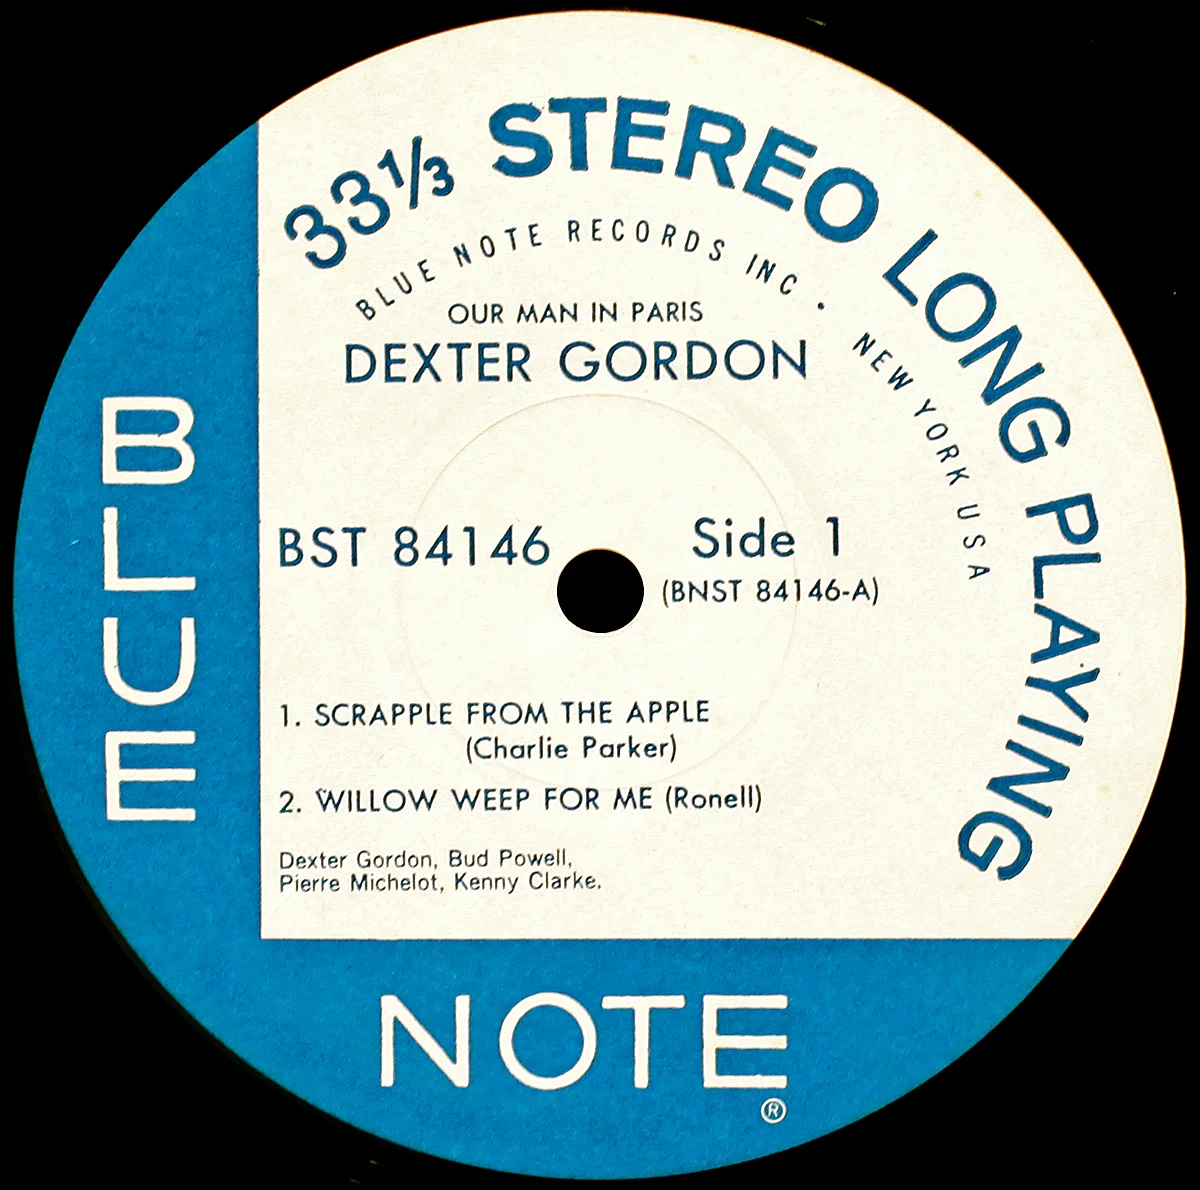 33⅓ STEREO LONG PLAYING
BLUE NOTE RECORDS INC · NEW YORK USA
OUR MAN IN PARIS
DEXTER GORDON
BST 84146
Side 1
(BNST 84146-A)
1. SCRAPPLE FROM THE APPLE
(Charlie Parker)
2. WILLOW WEEP FOR ME (Ronell)
Dexter Gordon, Bud Powell,
Pierre Michelot, Kenny Clarke.
BLUE
NOTE
®